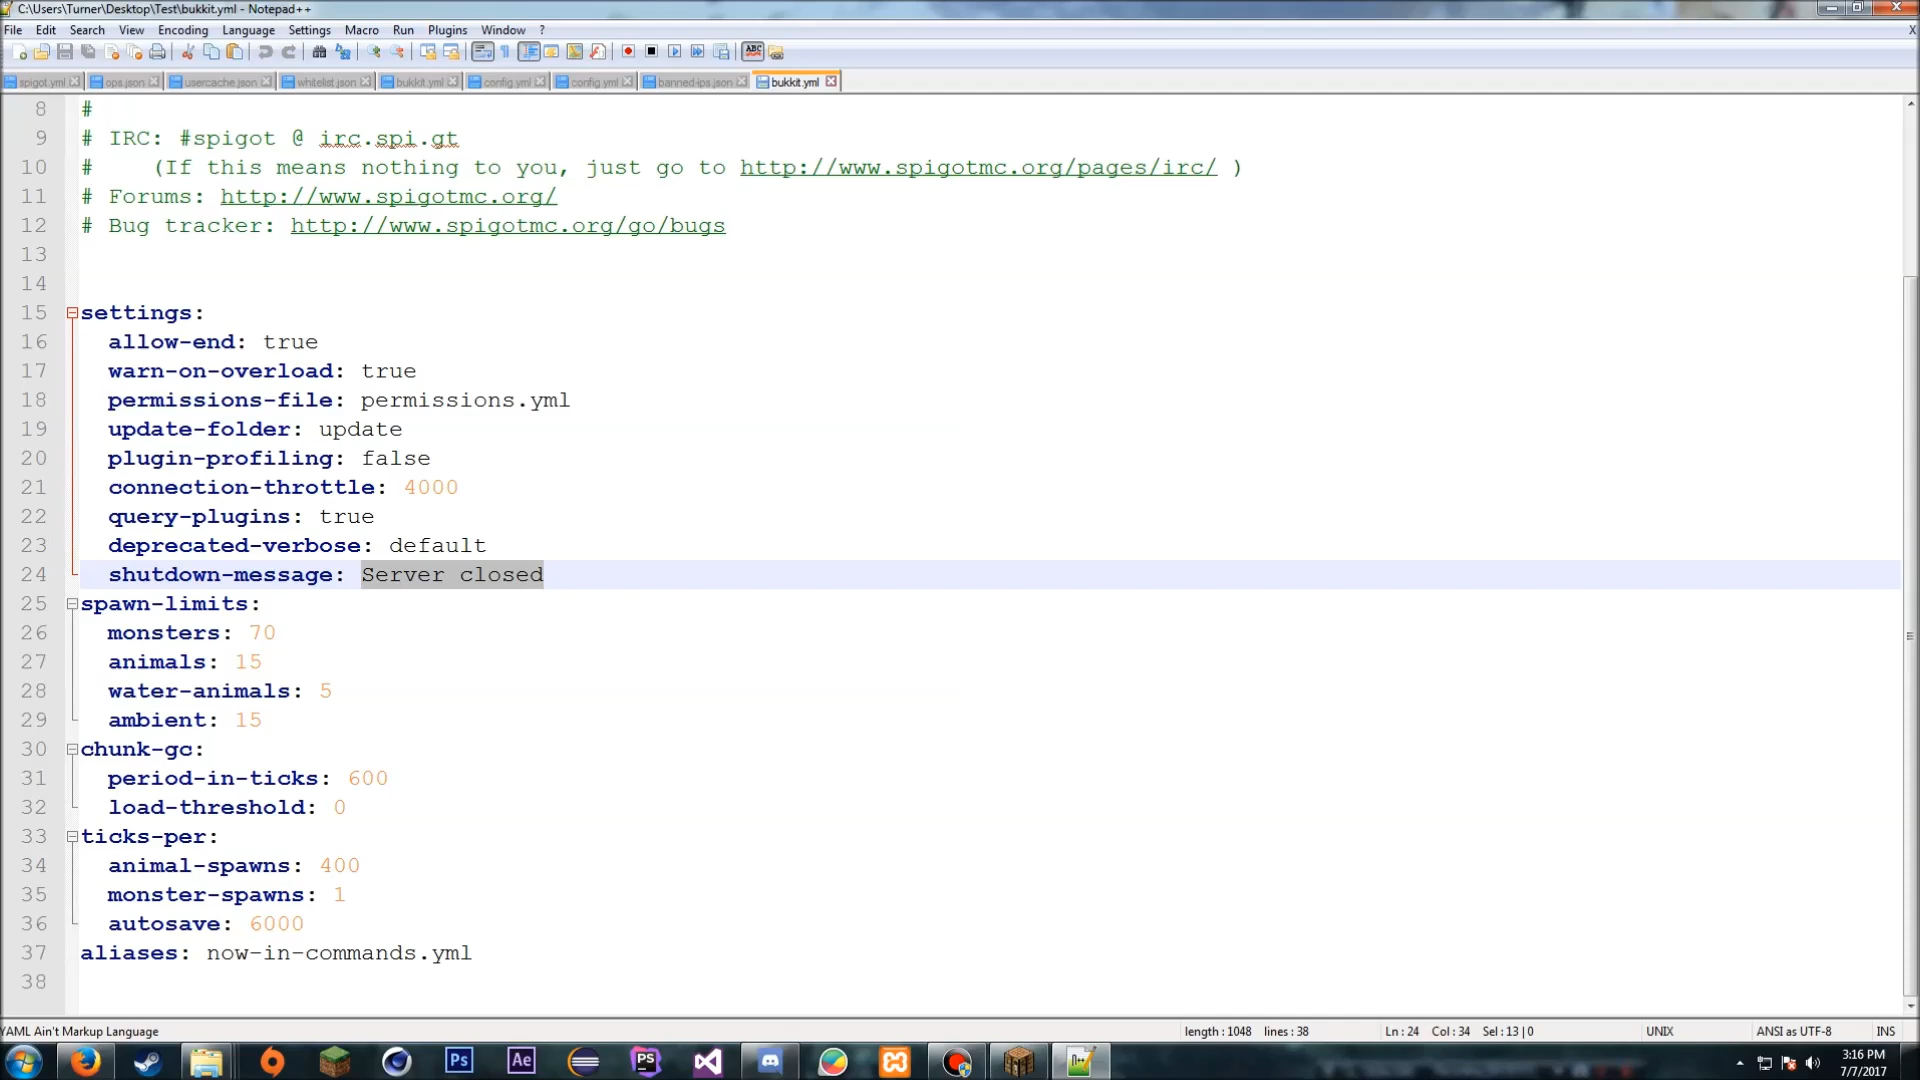 C:\Users\Turner\Desktop\Test\bukkit.yml - Notepad++
File Edit Search View Encoding Language Settings Macro Run Plugins Window ? X
spigot.yml ops.json usercache.json whitelist.json bukkit.yml config.yml config.yml banned-ips.json bukkit.yml
8 #
9 # IRC: #spigot @ irc.spi.gt
10 # (If this means nothing to you, just go to http://www.spigotmc.org/pages/irc/ )
11 # Forums: http://www.spigotmc.org/
12 # Bug tracker: http://www.spigotmc.org/go/bugs
13
14
15 settings:
16 allow-end: true
17 warn-on-overload: true
18 permissions-file: permissions.yml
19 update-folder: update
20 plugin-profiling: false
21 connection-throttle: 4000
22 query-plugins: true
23 deprecated-verbose: default
24 shutdown-message: Server closed
25 spawn-limits:
26 monsters: 70
27 animals: 15
28 water-animals: 5
29 ambient: 15
30 chunk-gc:
31 period-in-ticks: 600
32 load-threshold: 0
33 ticks-per:
34 animal-spawns: 400
35 monster-spawns: 1
36 autosave: 6000
37 aliases: now-in-commands.yml
38
YAML Ain't Markup Language length : 1048 lines : 38 Ln : 24 Col : 34 Sel : 13 | 0 UNIX ANSI as UTF-8 INS
Ps Ae PS
3:16 PM
7/7/2017